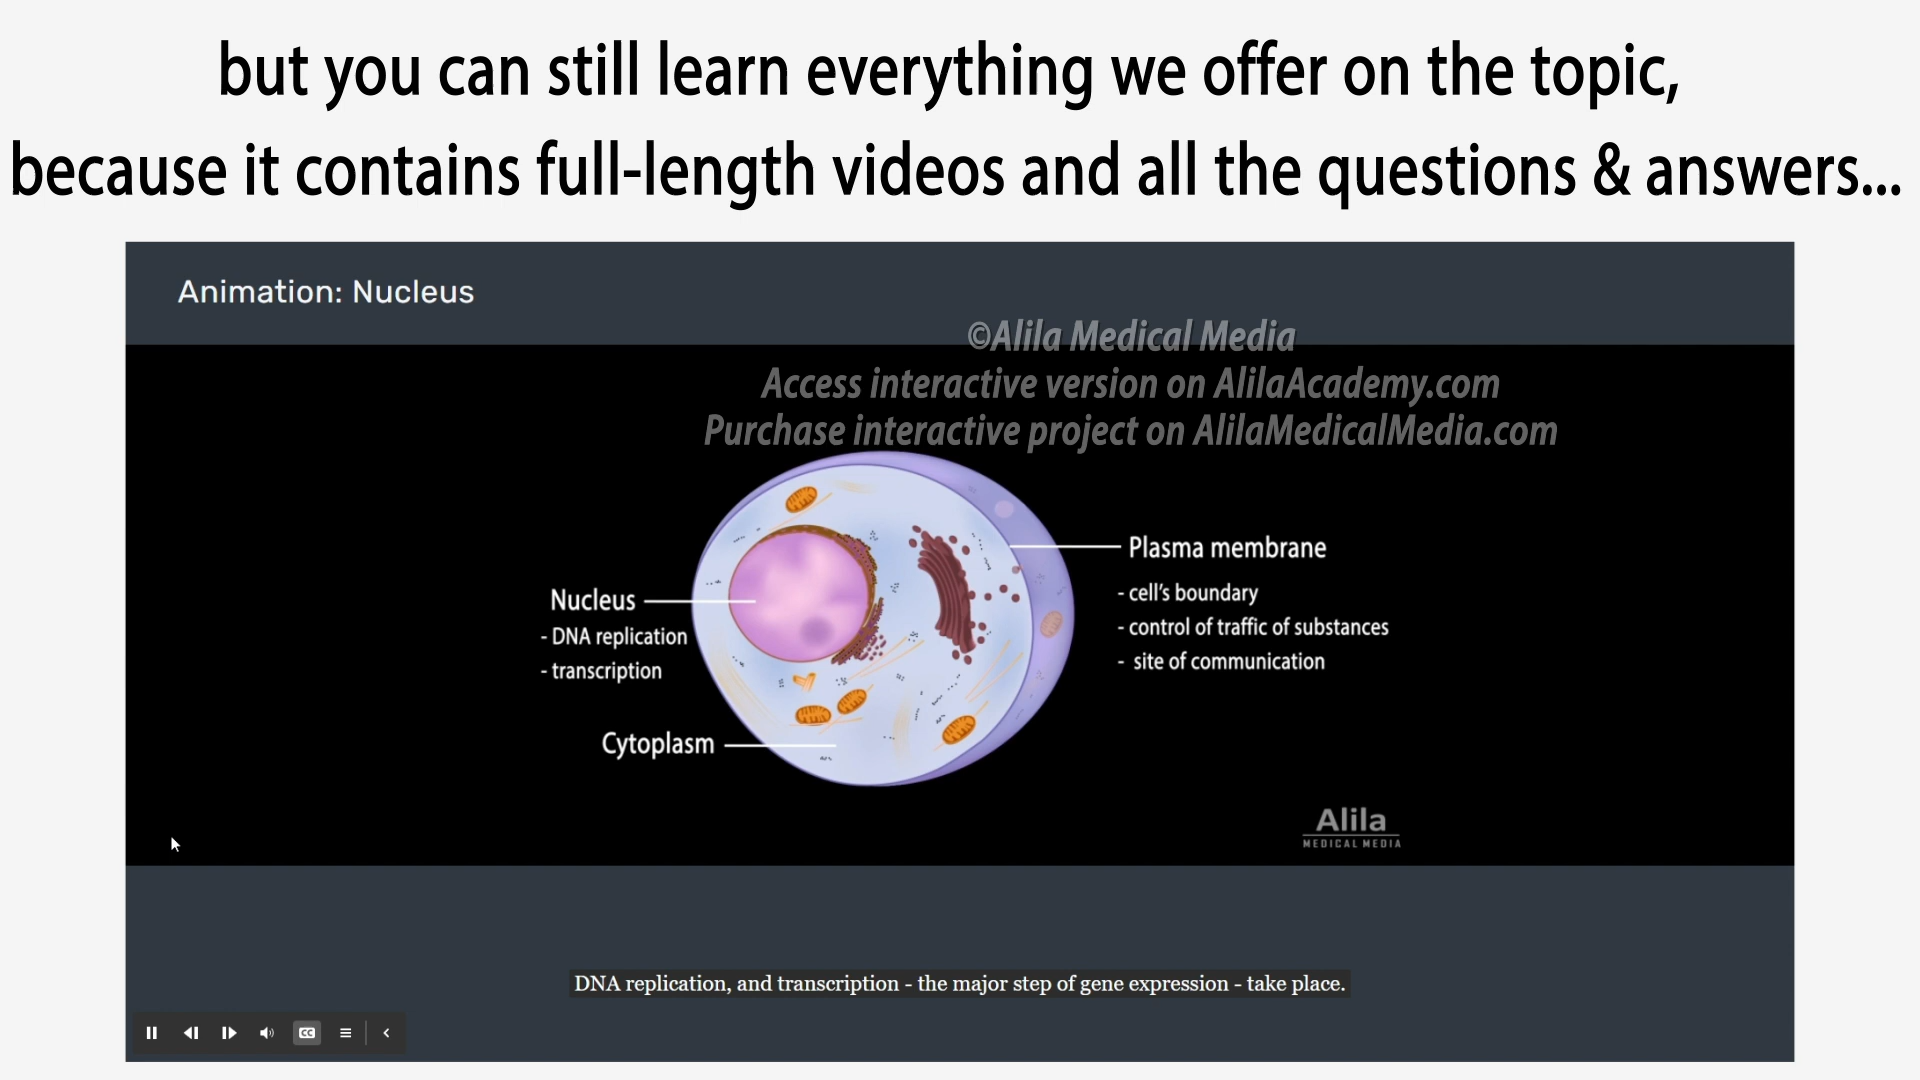 but you can still learn everything we offer on the topic,
because it contains full-length videos and all the questions & answers...
Animation: Nucleus
©Alila Medical Media
Access interactive version on AlilaAcademy.com
Purchase interactive project on AlilaMedicalMedia.com
Plasma membrane
- cell's boundary
- control of traffic of substances
- site of communication
Nucleus
- DNA replication
- transcription
Cytoplasm
Alila
MEDICAL MEDIA
DNA replication, and transcription - the major step of gene expression - take place.
CC